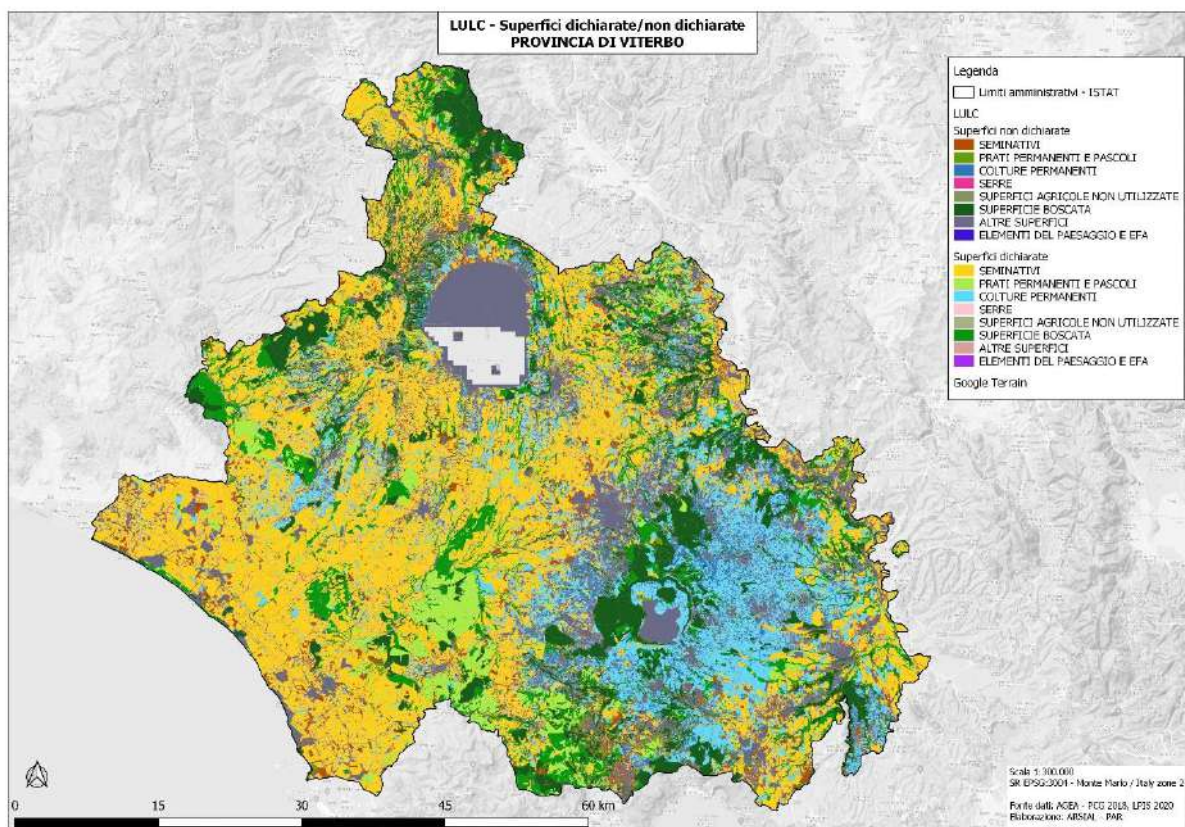 LULC - Superfici dichiarate/non dichiarate
PROVINCIA DI VITERBO
Legenda
Limiti amministrativi - ISTAT
LULC
Superfici non dichiarate
SEMINATIVI
PRATI PERMANENTI E PASCOLI
COLTURE PERMANENTI
SERRE
SUPERFICI AGRICOLE NON UTILIZZATE
SUPERFICIE BOSCATA
ALTRE SUPERFICI
ELEMENTI DEL PAESAGGIO E EFA
Superfici dichiarate
SEMINATIVI
PRATI PERMANENTI E PASCOLI
COLTURE PERMANENTI
SERRE
SUPERFICI AGRICOLE NON UTILIZZATE
SUPERFICIE BOSCATA
ALTRE SUPERFICI
ELEMENTI DEL PAESAGGIO E EFA
Google Terrain
Scala 1:300.000
SR EPSG:3004 - Monte Mario / Italy zone 2
Fonte dati: AGEA - PCG 2018, LPIS 2020
Elaborazione: ARSIAL - PAR
0 15 30 45 60 km